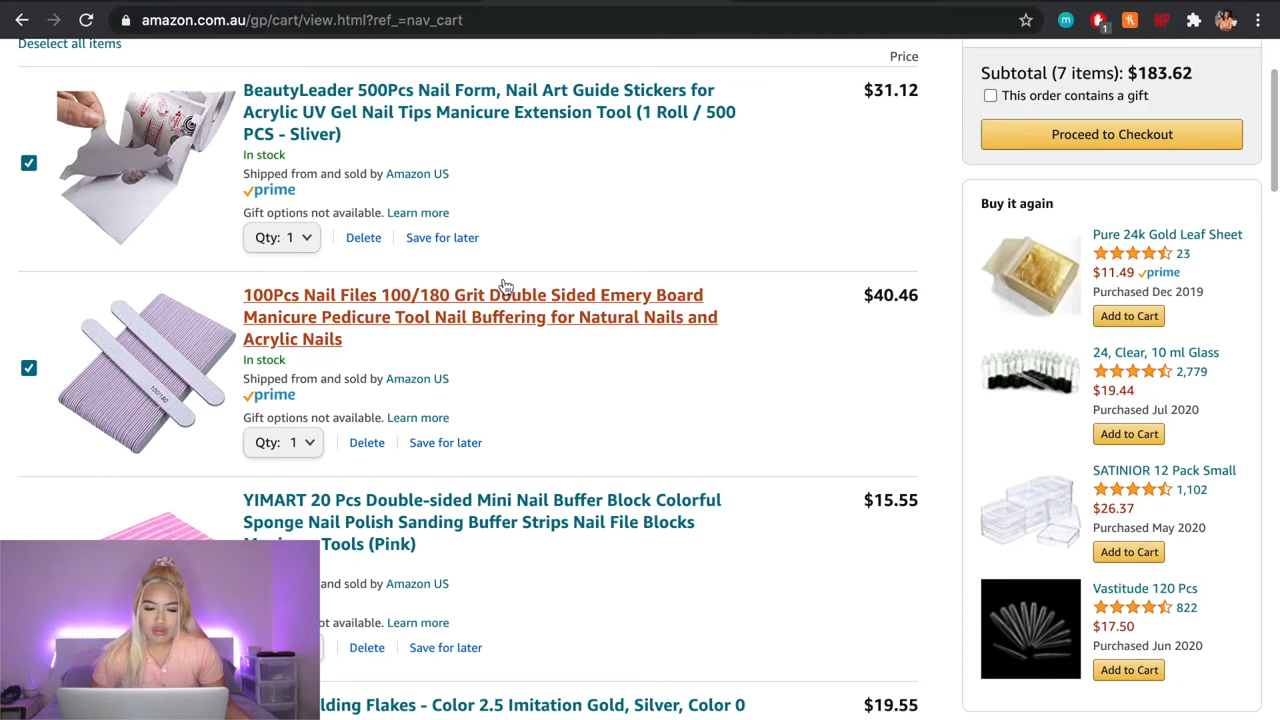 amazon.com.au/gp/cart/view.html?ref_=nav_cart
m
1
NP
Deselect all items
Price
BeautyLeader 500Pcs Nail Form, Nail Art Guide Stickers for
Acrylic UV Gel Nail Tips Manicure Extension Tool (1 Roll / 500
PCS - Sliver)
$31.12
In stock
Shipped from and sold by Amazon US
prime
Gift options not available. Learn more
Qty: 1
Delete
Save for later
100Pcs Nail Files 100/180 Grit Double Sided Emery Board
Manicure Pedicure Tool Nail Buffering for Natural Nails and
Acrylic Nails
$40.46
100/180
In stock
Shipped from and sold by Amazon US
prime
Gift options not available. Learn more
Qty: 1
Delete
Save for later
YIMART 20 Pcs Double-sided Mini Nail Buffer Block Colorful
Sponge Nail Polish Sanding Buffer Strips Nail File Blocks
Tools (Pink)
$15.55
and sold by Amazon US
ot available. Learn more
Delete
Save for later
lding Flakes - Color 2.5 Imitation Gold, Silver, Color 0
$19.55
Subtotal (7 items): $183.62
This order contains a gift
Proceed to Checkout
Buy it again
Pure 24k Gold Leaf Sheet
23
$11.49 prime
Purchased Dec 2019
Add to Cart
24, Clear, 10 ml Glass
2,779
$19.44
Purchased Jul 2020
Add to Cart
SATINIOR 12 Pack Small
1,102
$26.37
Purchased May 2020
Add to Cart
Vastitude 120 Pcs
822
$17.50
Purchased Jun 2020
Add to Cart